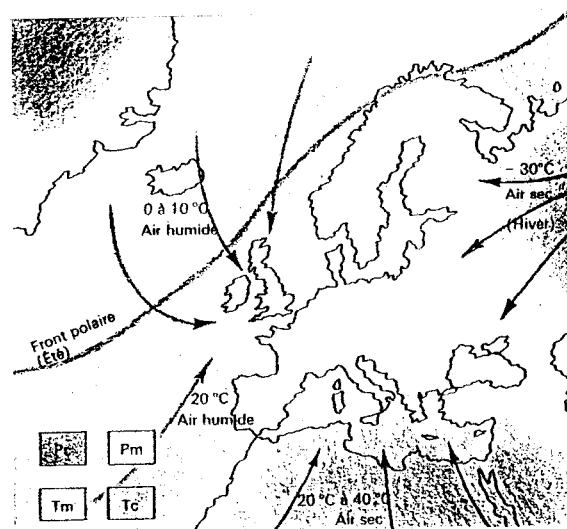 0
- 30°C
Air sec
(Hiver)
0 à 10°C
Air humide
Front polaire
(Été)
20 °C
Air humide
Pc
Pm
Tm
Tc
20 °C à 40°C
Air sec